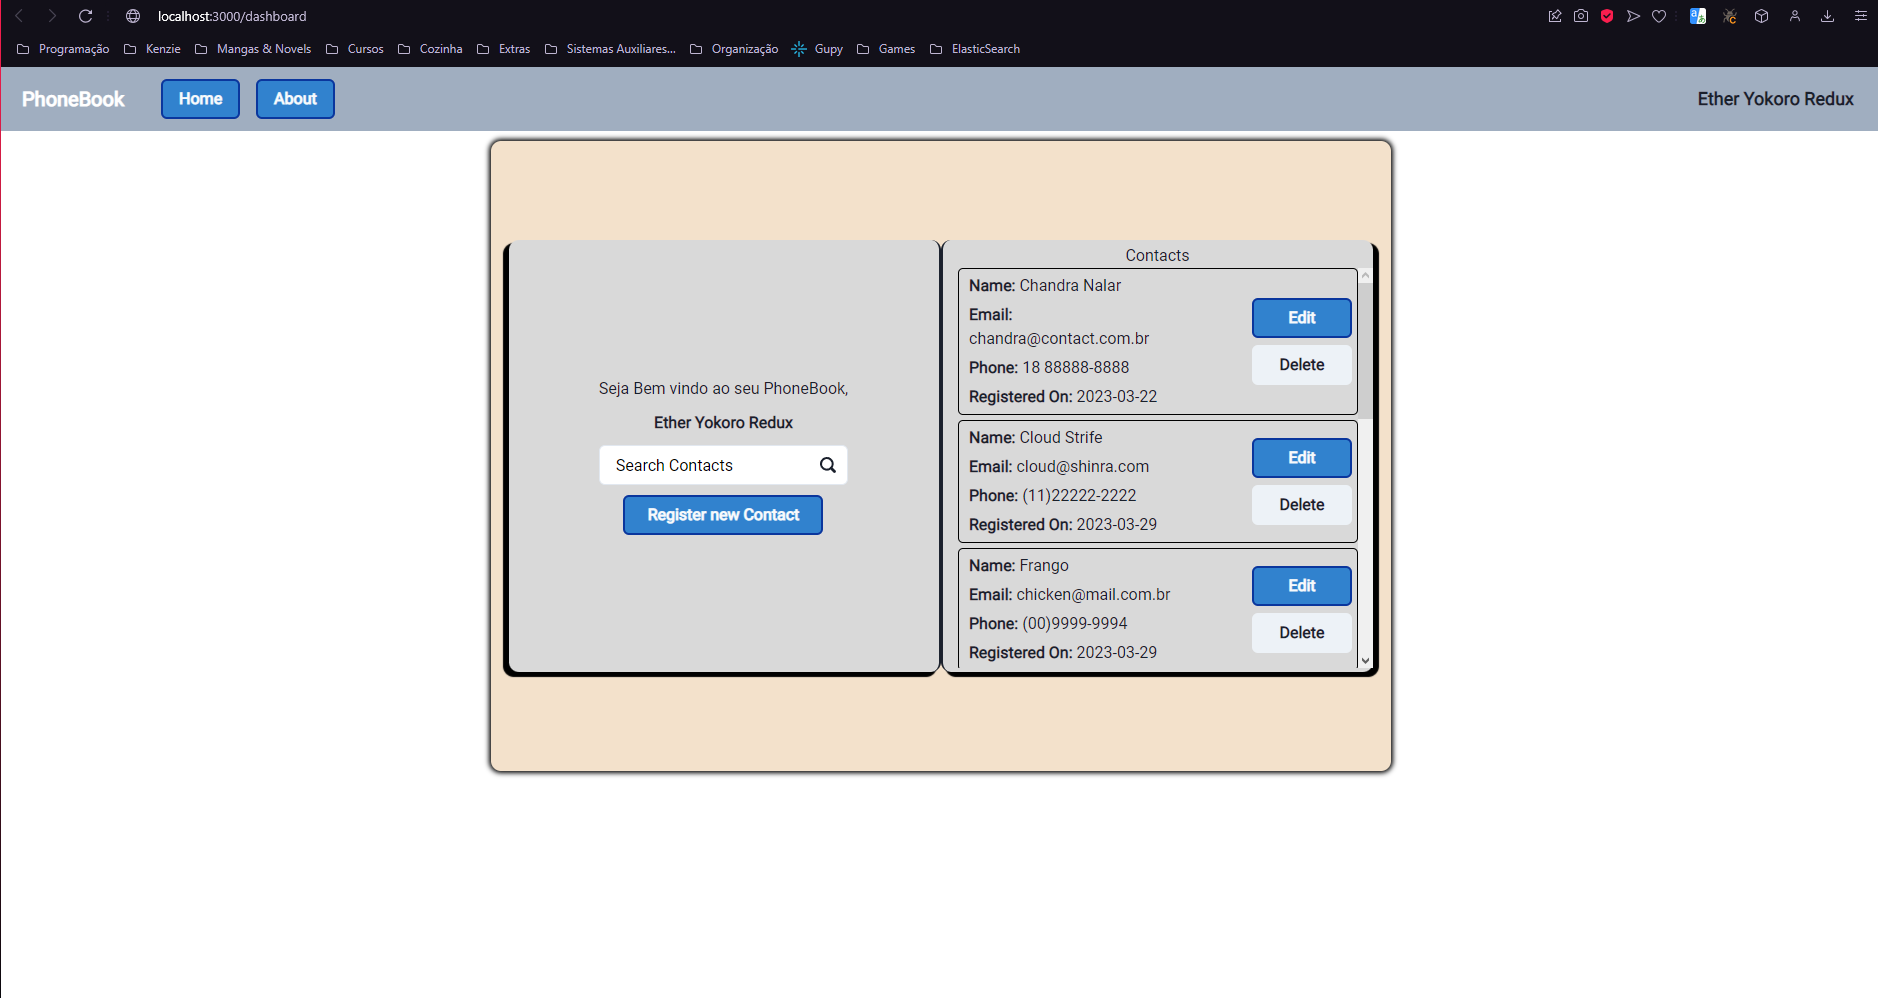 localhost:3000/dashboard
Programação Kenzie Mangas & Novels Cursos Cozinha Extras Sistemas Auxiliares... Organização Gupy Games ElasticSearch
PhoneBook Home About Ether Yokoro Redux
Seja Bem vindo ao seu PhoneBook,
Ether Yokoro Redux
Search Contacts
Register new Contact
Contacts
Name: Chandra Nalar
Email:
chandra@contact.com.br
Phone: 18 88888-8888
Registered On: 2023-03-22
Edit
Delete
Name: Cloud Strife
Email: cloud@shinra.com
Phone: (11)22222-2222
Registered On: 2023-03-29
Edit
Delete
Name: Frango
Email: chicken@mail.com.br
Phone: (00)9999-9994
Registered On: 2023-03-29
Edit
Delete